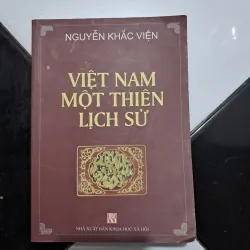 NGUYỄN KHẮC VIỆN
VIỆT NAM
MỘT THIÊN
LỊCH SỬ
NHÀ XUẤT BẢN KHOA HỌC XÃ HỘI